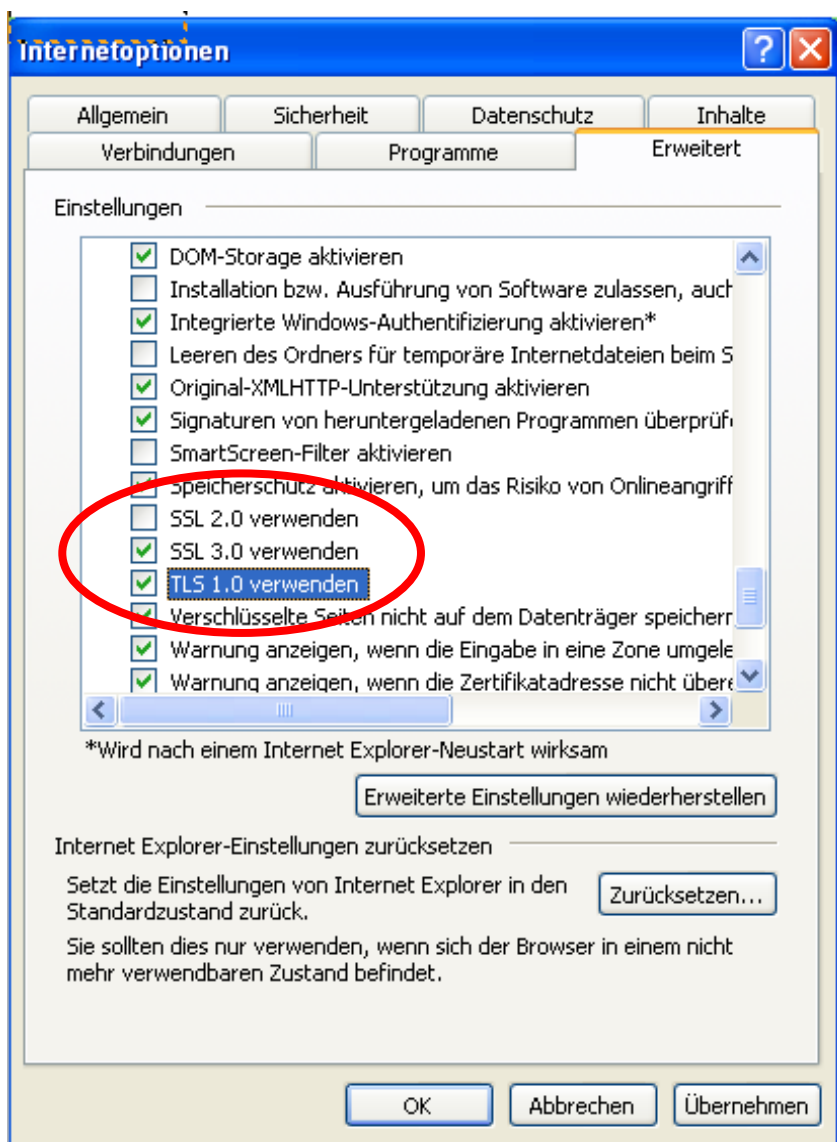 Internetoptionen
Allgemein Sicherheit Datenschutz Inhalte
Verbindungen Programme Erweitert
Einstellungen
DOM-Storage aktivieren
Installation bzw. Ausführung von Software zulassen, auch
Integrierte Windows-Authentifizierung aktivieren*
Leeren des Ordners für temporäre Internetdateien beim S
Original-XMLHTTP-Unterstützung aktivieren
Signaturen von heruntergeladenen Programmen überprüfe
SmartScreen-Filter aktivieren
Speicherschutz aktivieren, um das Risiko von Onlineangriff
SSL 2.0 verwenden
SSL 3.0 verwenden
TLS 1.0 verwenden
Verschlüsselte Seiten nicht auf dem Datenträger speichern
Warnung anzeigen, wenn die Eingabe in eine Zone umgele
Warnung anzeigen, wenn die Zertifikatadresse nicht übere
*Wird nach einem Internet Explorer-Neustart wirksam
Erweiterte Einstellungen wiederherstellen
Internet Explorer-Einstellungen zurücksetzen
Setzt die Einstellungen von Internet Explorer in den
Standardzustand zurück.
Zurücksetzen...
Sie sollten dies nur verwenden, wenn sich der Browser in einem nicht
mehr verwendbaren Zustand befindet.
OK Abbrechen Übernehmen